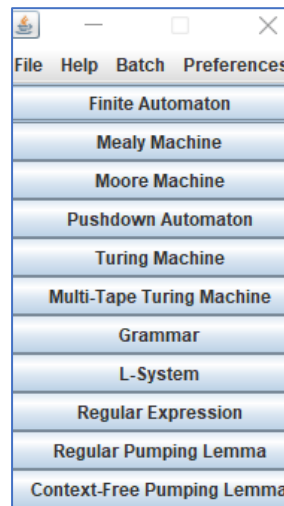 File Help Batch Preferences
Finite Automaton
Mealy Machine
Moore Machine
Pushdown Automaton
Turing Machine
Multi-Tape Turing Machine
Grammar
L-System
Regular Expression
Regular Pumping Lemma
Context-Free Pumping Lemma